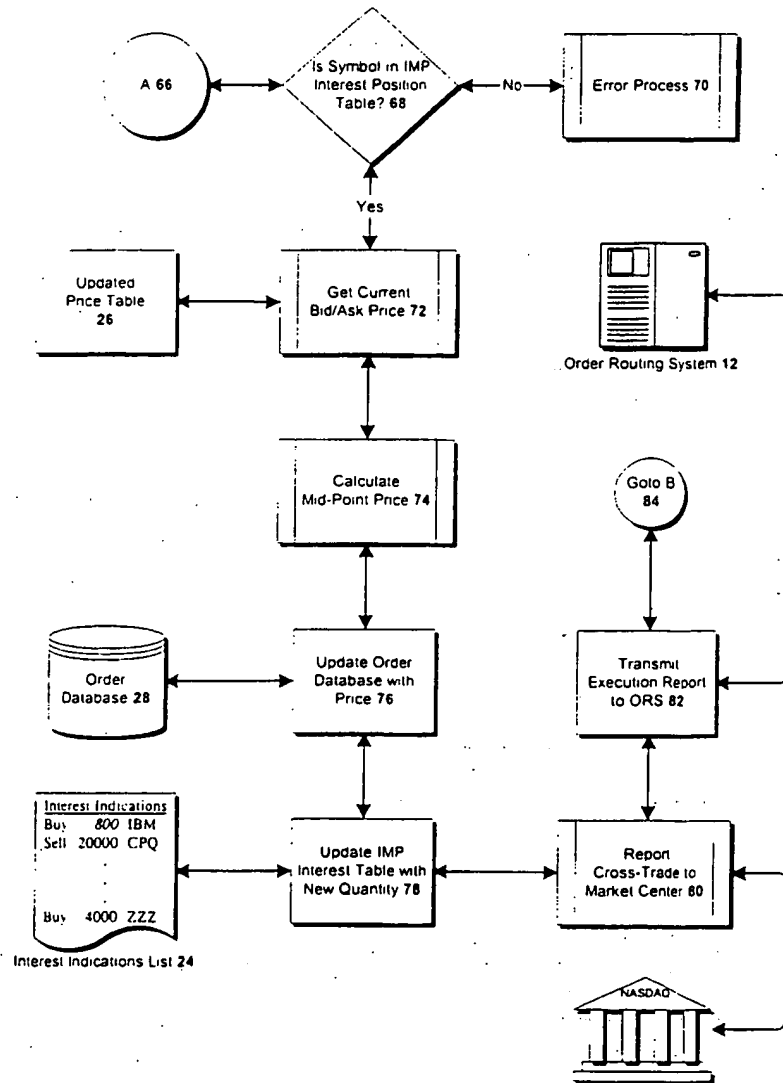 A 66
Is Symbol in IMP
Interest Position
Table? 68
No
Error Process 70
Yes
Updated
Price Table
26
Get Current
Bid/Ask Price 72
Order Routing System 12
Calculate
Mid-Point Price 74
Goto B
84
Order
Database 28
Update Order
Database with
Price 76
Transmit
Execution Report
to ORS 82
Interest Indications
Buy 800 IBM
Sell 20000 CPQ
.
.
.
Buy 4000 ZZZ
Interest Indications List 24
Update IMP
Interest Table with
New Quantity 78
Report
Cross-Trade to
Market Center 80
NASDAQ